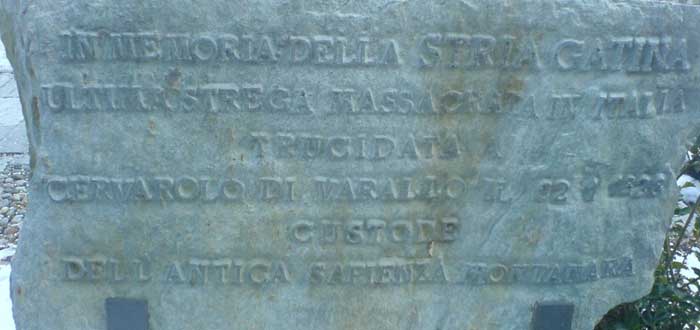 IN MEMORIA DELLA STRIA GATINA
ULTIMA STREGA MASSACRATA IN ITALIA
TRUCIDATA A
CERVAROLO DI VARALLO IL
CUSTODE
DELL'ANTICA SAPIENZA MONTANARA